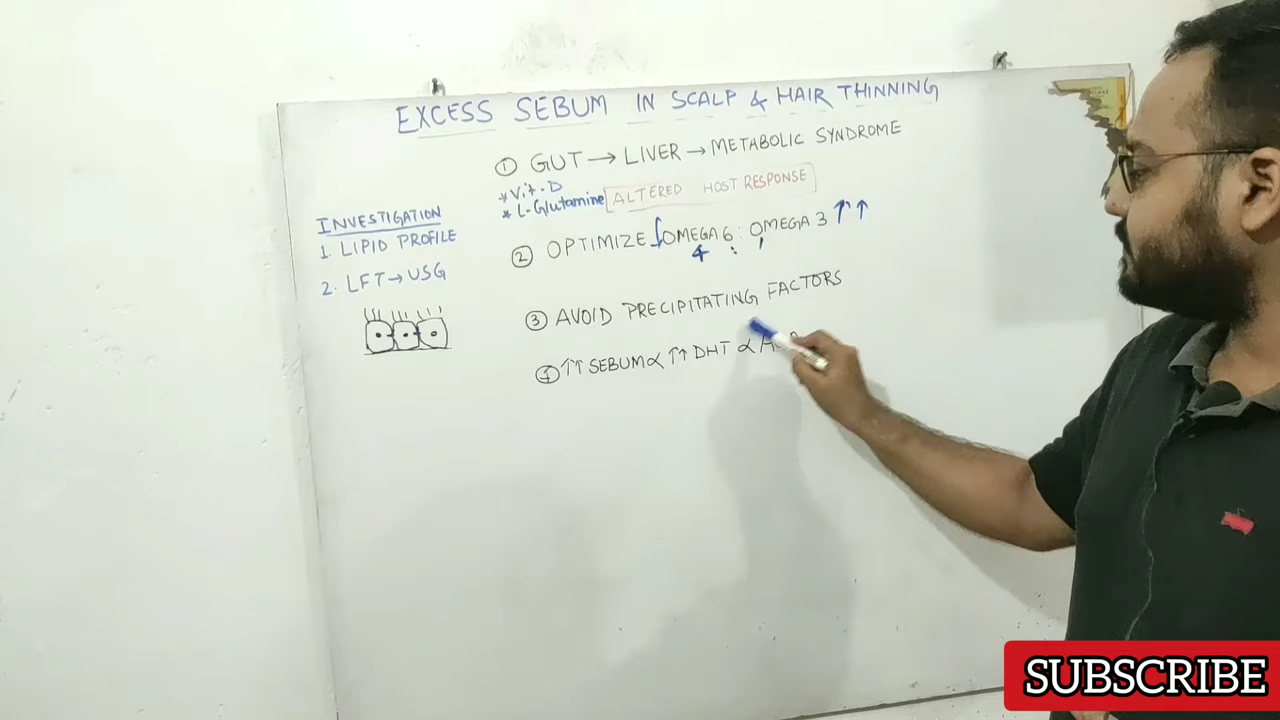 EXCESS SEBUM IN SCALP & HAIR THINNING
① GUT → LIVER → METABOLIC SYNDROME
* Vit. D
* L-Glutamine
ALTERED HOST RESPONSE
② OPTIMIZE ↓OMEGA 6 : OMEGA 3 ↑↑
4 : 1
③ AVOID PRECIPITATING FACTORS
④ ↑↑ SEBUM ∝ ↑↑ DHT ∝
INVESTIGATION
1. LIPID PROFILE
2. LFT → USG
SUBSCRIBE